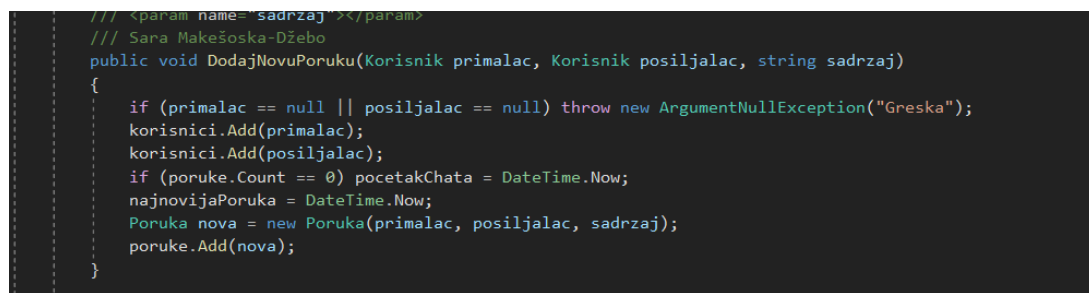 /// <param name="sadrzaj"></param>
/// Sara Makešoska-Džebo
public void DodajNovuPoruku(Korisnik primalac, Korisnik posiljalac, string sadrzaj)
{
if (primalac == null || posiljalac == null) throw new ArgumentNullException("Greska");
korisnici.Add(primalac);
korisnici.Add(posiljalac);
if (poruke.Count == 0) pocetakChata = DateTime.Now;
najnovijaPoruka = DateTime.Now;
Poruka nova = new Poruka(primalac, posiljalac, sadrzaj);
poruke.Add(nova);
}